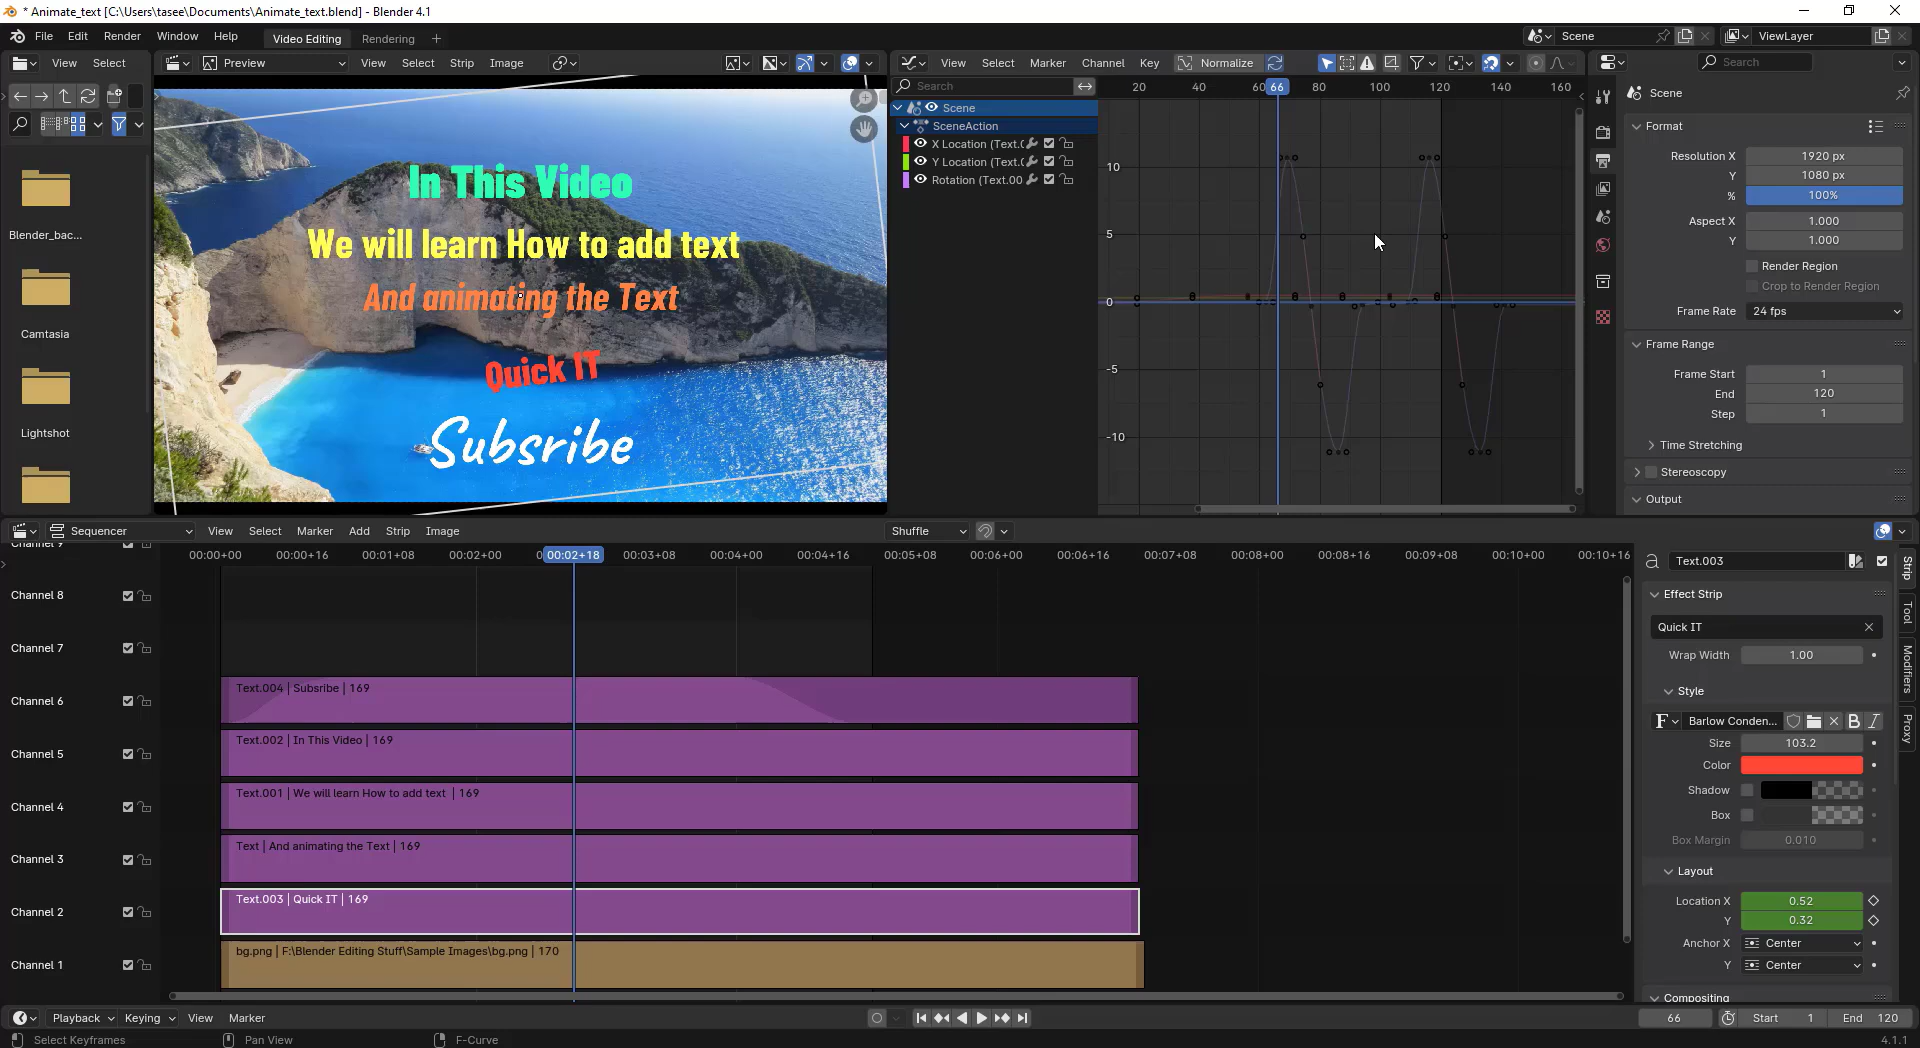 * Animate_text [C:\Users\tasee\Documents\Animate_text.blend] - Blender 4.1
File Edit Render Window Help Video Editing Rendering + Scene ViewLayer
View Select Preview View Select Strip Image View Select Marker Channel Key Normalize Search
Search
20 40 60 66 80 100 120 140 160
Scene
SceneAction
X Location (Text.(
Y Location (Text.(
Rotation (Text.00
10
5
0
-5
-10
Blender_bac...
Camtasia
Lightshot
In This Video
We will learn How to add text
And animating the Text
Quick IT
Subsribe
Scene
Format
Resolution X 1920 px
Y 1080 px
% 100%
Aspect X 1.000
Y 1.000
Render Region
Crop to Render Region
Frame Rate 24 fps
Frame Range
Frame Start 1
End 120
Step 1
Time Stretching
Stereoscopy
Output
Sequencer View Select Marker Add Strip Image Shuffle
00:00+00 00:00+16 00:01+08 00:02+00 0 00:02+18 00:03+08 00:04+00 00:04+16 00:05+08 00:06+00 00:06+16 00:07+08 00:08+00 00:08+16 00:09+08 00:10+00 00:10+16
Channel 9
Channel 8
Channel 7
Channel 6
Channel 5
Channel 4
Channel 3
Channel 2
Channel 1
Text.004 | Subsribe | 169
Text.002 | In This Video | 169
Text.001 | We will learn How to add text | 169
Text | And animating the Text | 169
Text.003 | Quick IT | 169
bg.png | F:\Blender Editing Stuff\Sample Images\bg.png | 170
Text.003
Effect Strip
Quick IT
Wrap Width 1.00
Style
F Barlow Conden... B I
Size 103.2
Color
Shadow
Box
Box Margin 0.010
Layout
Location X 0.52
Y 0.32
Anchor X Center
Y Center
Compositing
Strip
Tool
Modifiers
Proxy
Playback Keying View Marker 66 Start 1 End 120
Select Keyframes Pan View F-Curve 4.1.1